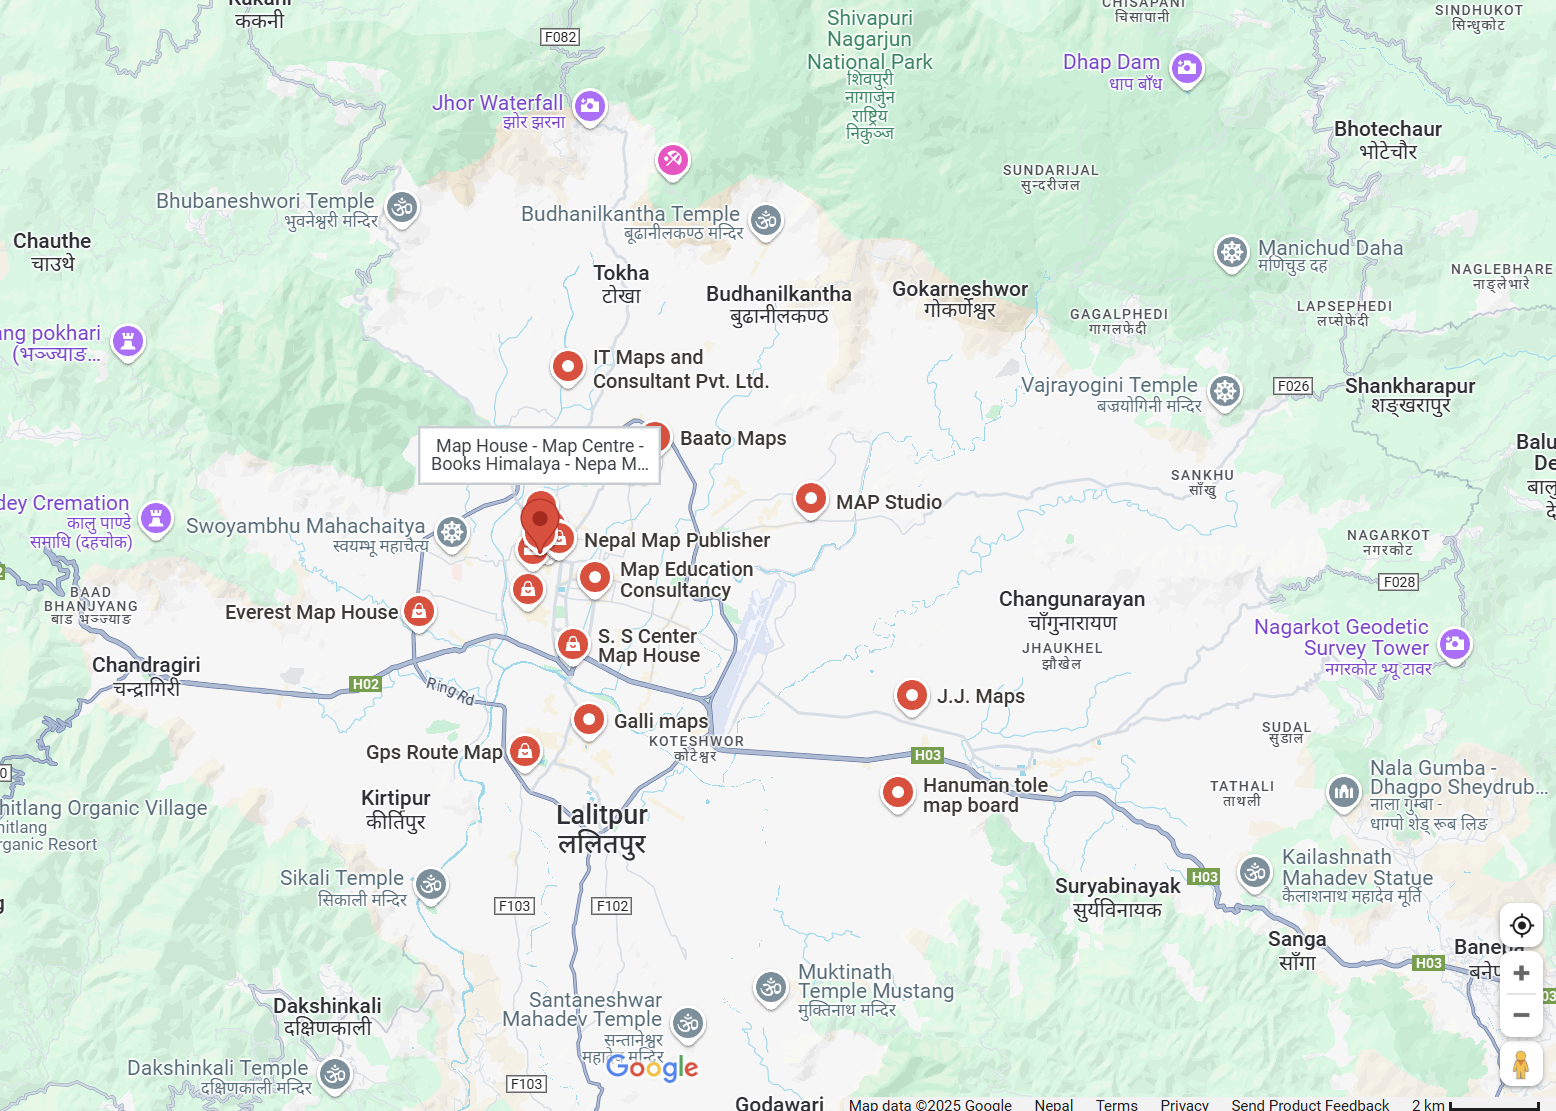 Kakani
ककनी
F082
Shivapuri
Nagarjun
National Park
शिवपुरी
नागार्जुन
राष्ट्रिय
निकुञ्ज
CHISAPANI
चिसापानी
SINDHUKOT
सिन्धुकोट
Dhap Dam
धाप बाँध
Jhor Waterfall
झोर झरना
Bhotechaur
भोटेचौर
SUNDARIJAL
सुन्दरीजल
Bhubaneshwori Temple
भुवनेश्वरी मन्दिर
Budhanilkantha Temple
बूढानीलकण्ठ मन्दिर
Chauthe
चाउथे
Manichud Daha
मणिचुड दह
NAGLEBHARE
नाङ्लेभारे
Tokha
टोखा
Budhanilkantha
बुढानीलकण्ठ
Gokarneshwor
गोकर्णेश्वर
GAGALPHEDI
गागलफेदी
LAPSEPHEDI
लप्सेफेदी
ang pokhari
(भञ्ज्याङ...
IT Maps and
Consultant Pvt. Ltd.
Vajrayogini Temple
बज्रयोगिनी मन्दिर
F026
Shankharapur
शङ्खरापुर
Map House - Map Centre -
Books Himalaya - Nepa M...
Baato Maps
Balu
De
बालु
दे
SANKHU
साँखु
MAP Studio
dey Cremation
कालु पाण्डे
समाधि (दहचोक)
Swoyambhu Mahachaitya
स्वयम्भू महाचैत्य
Nepal Map Publisher
NAGARKOT
नगरकोट
Map Education
Consultancy
F028
2
BAAD
BHANJYANG
बाड भञ्ज्याङ
Everest Map House
Changunarayan
चाँगुनारायण
S. S Center
Map House
Nagarkot Geodetic
Survey Tower
नगरकोट भ्यू टावर
JHAUKHEL
झौखेल
Chandragiri
चन्द्रागिरी
H02
Ring Rd
J.J. Maps
Galli maps
KOTESHWOR
कोटेश्वर
SUDAL
सुडाल
Gps Route Map
H03
0
Hanuman tole
map board
TATHALI
ताथली
Nala Gumba -
Dhagpo Sheydrub...
नाला गुम्बा -
धाग्पो शेड् रूब लिङ
Kirtipur
कीर्तिपुर
hitlang Organic Village
hitlang
rganic Resort
Lalitpur
ललितपुर
Sikali Temple
सिकाली मन्दिर
F103
F102
Suryabinayak
सुर्यविनायक
H03
Kailashnath
Mahadev Statue
कैलाशनाथ महादेव मूर्ति
g
Sanga
साँगा
H03
Banepa
बनेप
03
Muktinath
Temple Mustang
मुक्तिनाथ मन्दिर
Dakshinkali
दक्षिणकाली
Santaneshwar
Mahadev Temple
सन्तानेश्वर
महादेव मन्दिर
Dakshinkali Temple
दक्षिणकाली मन्दिर
Google
F103
Godawari
Map data ©2025 Google
Nepal
Terms
Privacy
Send Product Feedback
2 km